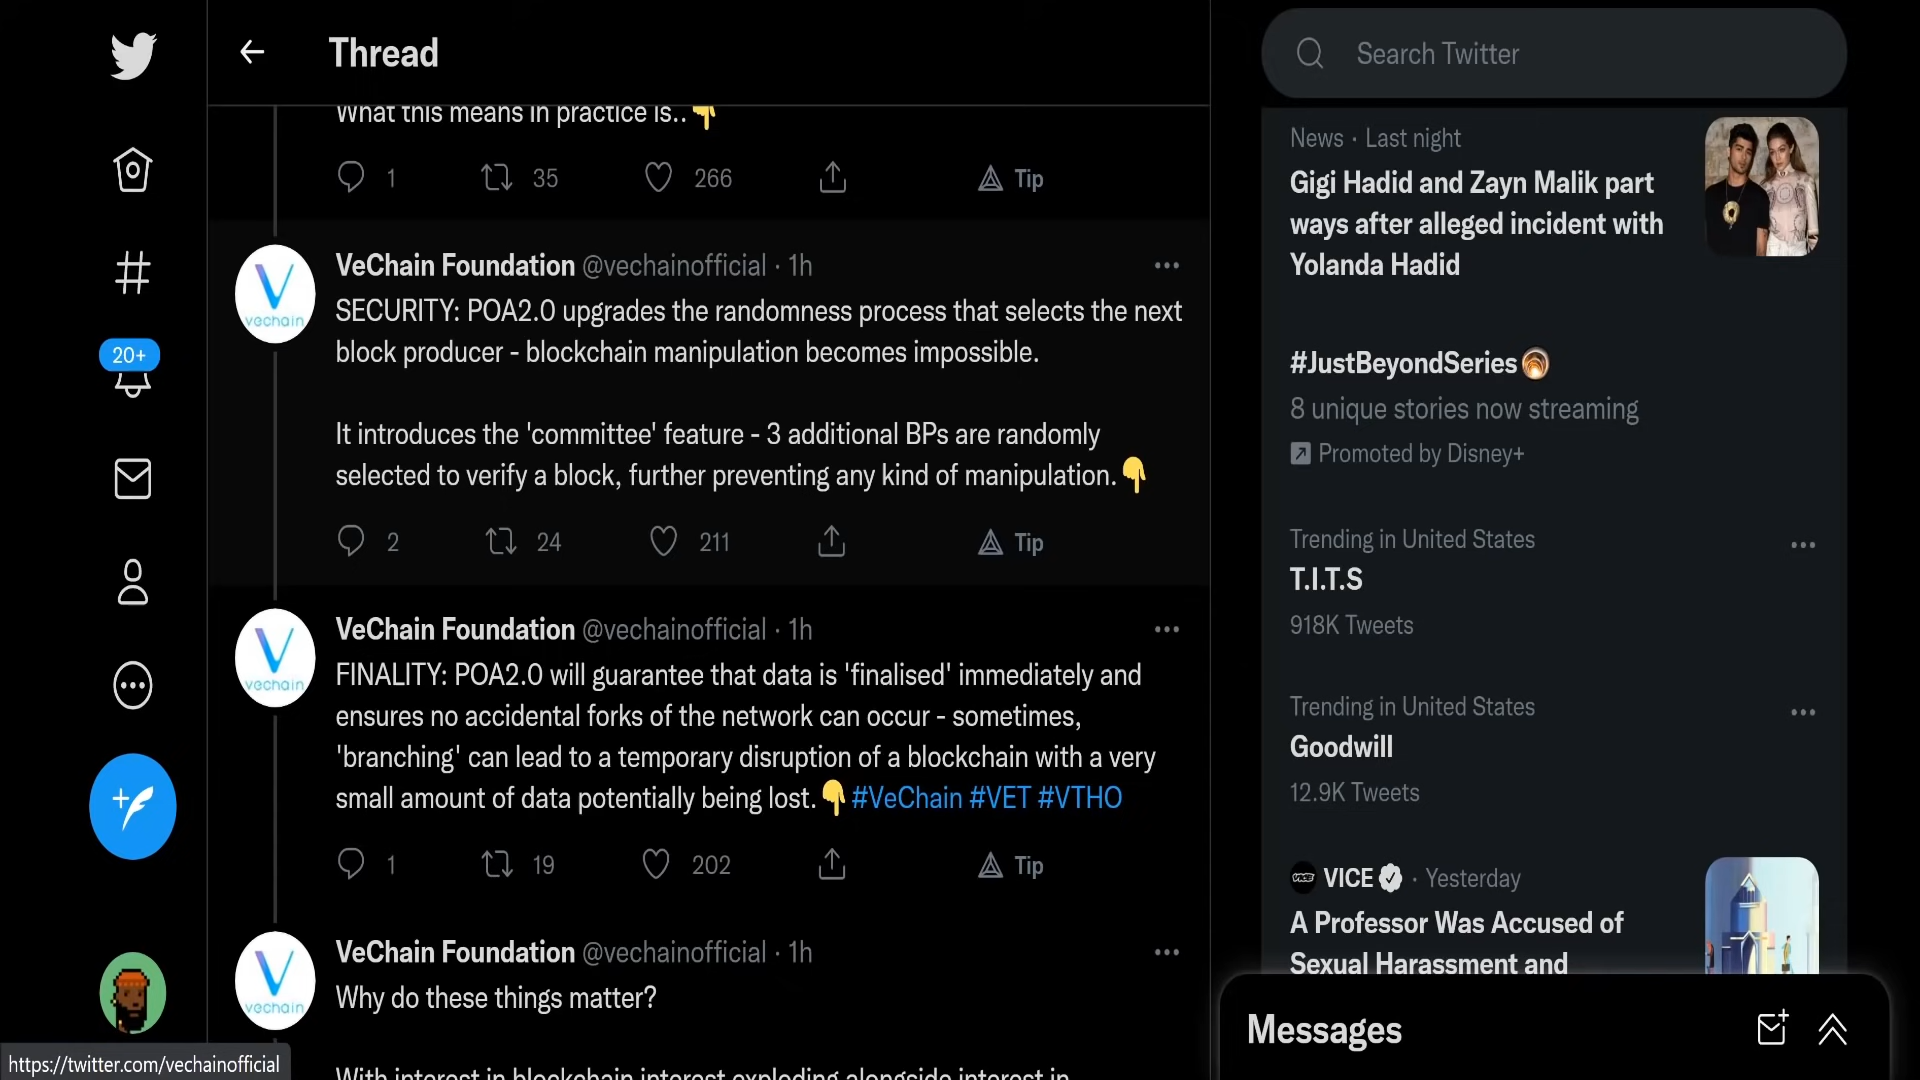 Thread
Search Twitter
What this means in practice is..👇
1 35 266 Tip
VeChain Foundation @vechainofficial · 1h
SECURITY: POA2.0 upgrades the randomness process that selects the next
block producer - blockchain manipulation becomes impossible.
It introduces the 'committee' feature - 3 additional BPs are randomly
selected to verify a block, further preventing any kind of manipulation.👇
2 24 211 Tip
vechain
VeChain Foundation @vechainofficial · 1h
FINALITY: POA2.0 will guarantee that data is 'finalised' immediately and
ensures no accidental forks of the network can occur - sometimes,
'branching' can lead to a temporary disruption of a blockchain with a very
small amount of data potentially being lost.👇 #VeChain #VET #VTHO
1 19 202 Tip
vechain
VeChain Foundation @vechainofficial · 1h
Why do these things matter?
With interest in blockchain interest exploding alongside interest in
vechain
20+
https://twitter.com/vechainofficial
News · Last night
Gigi Hadid and Zayn Malik part
ways after alleged incident with
Yolanda Hadid
#JustBeyondSeries
8 unique stories now streaming
Promoted by Disney+
Trending in United States
T.I.T.S
918K Tweets
Trending in United States
Goodwill
12.9K Tweets
VICE · Yesterday
A Professor Was Accused of
Sexual Harassment and
Messages